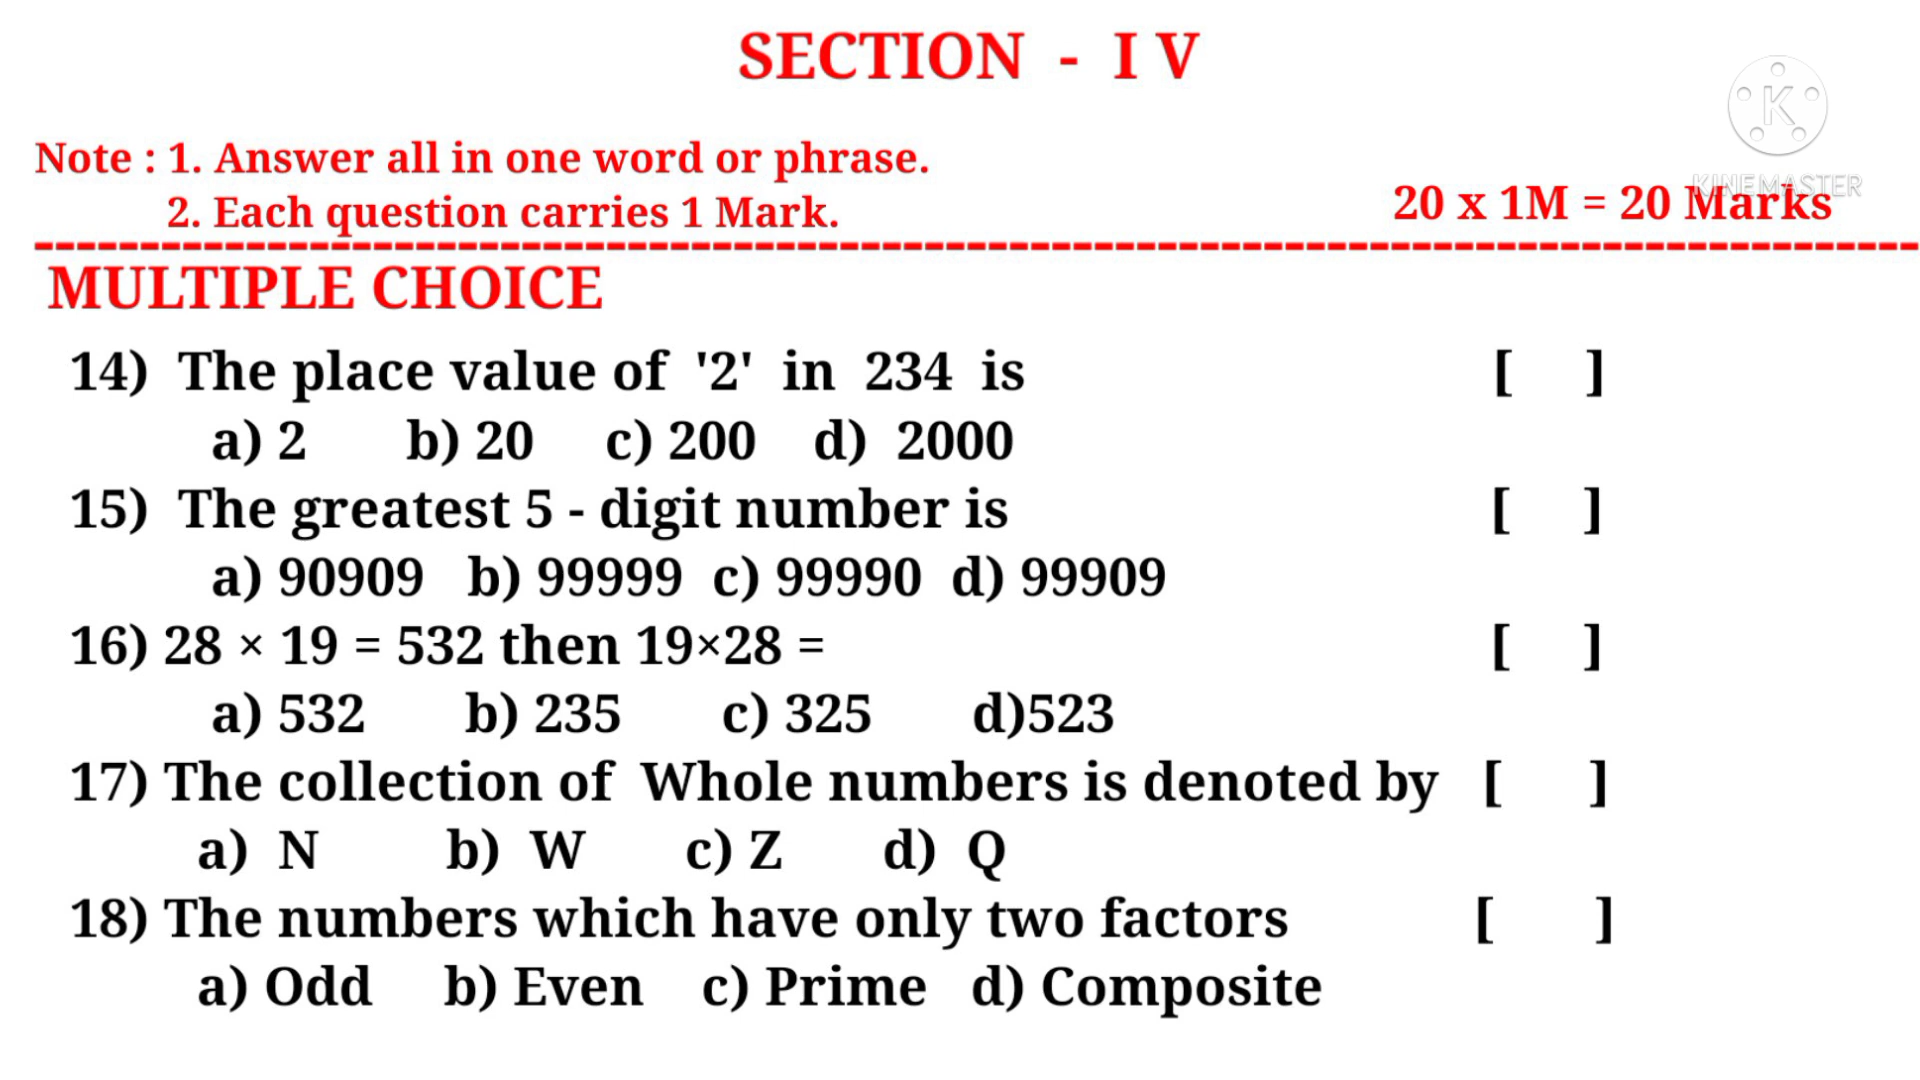 SECTION - I V
Note : 1. Answer all in one word or phrase.
2. Each question carries 1 Mark.
K
KINEMASTER
20 x 1M = 20 Marks
MULTIPLE CHOICE
14) The place value of '2' in 234 is [ ]
a) 2 b) 20 c) 200 d) 2000
15) The greatest 5 - digit number is [ ]
a) 90909 b) 99999 c) 99990 d) 99909
16) 28 × 19 = 532 then 19×28 = [ ]
a) 532 b) 235 c) 325 d)523
17) The collection of Whole numbers is denoted by [ ]
a) N b) W c) Z d) Q
18) The numbers which have only two factors [ ]
a) Odd b) Even c) Prime d) Composite